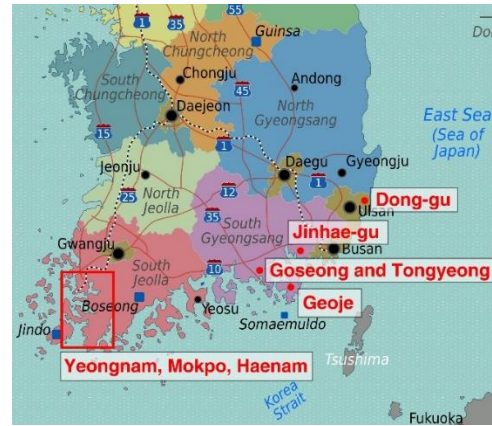 1
35
55
North
Chungcheong
Guinsa
South
Chungcheong
Chongju
Andong
Daejeon
45
North
Gyeongsang
East Sea
(Sea of
Japan)
15
1
Jeonju
Daegu
Gyeongju
25
North
Jeolla
12
1
Dong-gu
Ulsan
35
South
Gyeongsang
Jinhae-gu
Gwangju
Busan
South
Jeolla
10
Goseong and Tongyeong
Boseong
Geoje
Jindo
Yeosu
Somaemuldo
Tsushima
Yeongnam, Mokpo, Haenam
Korea
Strait
Fukuoka